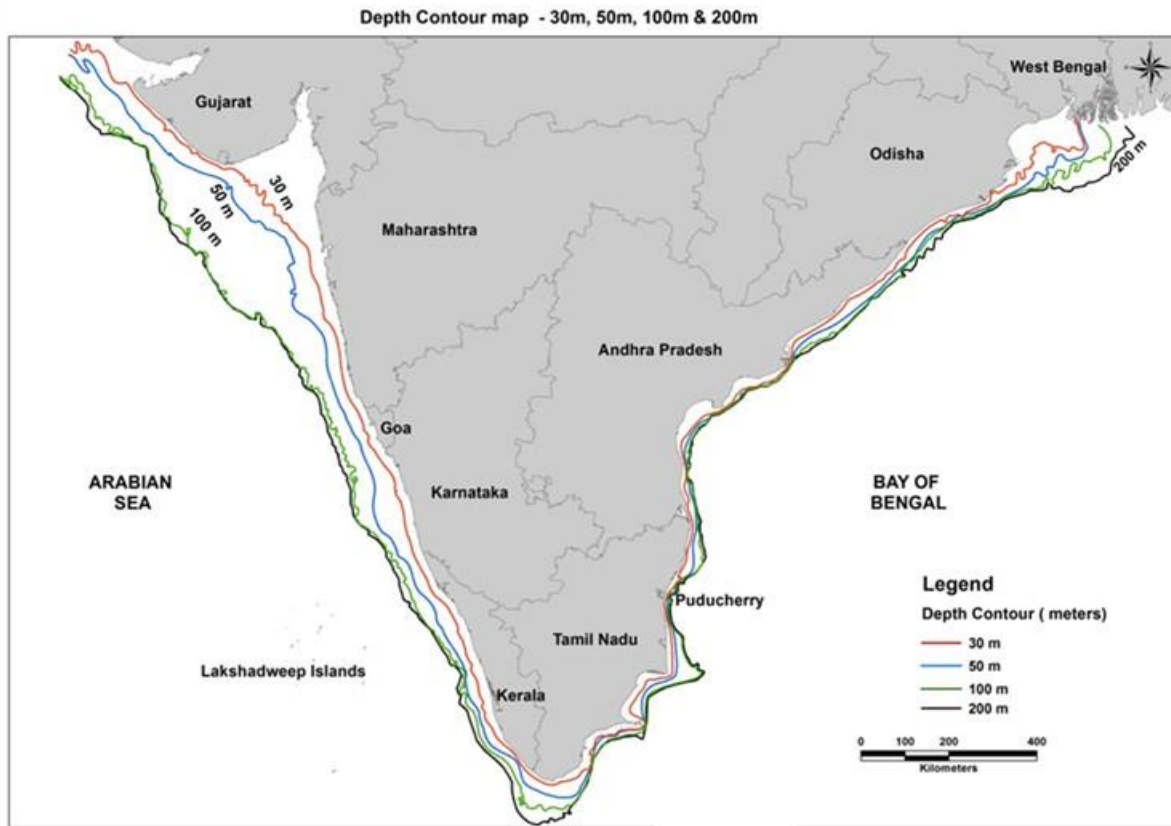 Depth Contour map - 30m, 50m, 100m & 200m
West Bengal
Gujarat
Odisha
200 m
30 m
50 m
100 m
Maharashtra
Andhra Pradesh
Goa
ARABIAN
SEA
Karnataka
BAY OF
BENGAL
Puducherry
Tamil Nadu
Lakshadweep Islands
Kerala
Legend
Depth Contour ( meters)
30 m
50 m
100 m
200 m
0 100 200 400
Kilometers